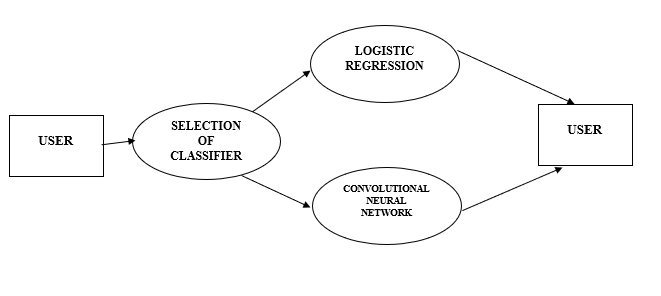 USER
SELECTION
OF
CLASSIFIER
LOGISTIC
REGRESSION
CONVOLUTIONAL
NEURAL
NETWORK
USER